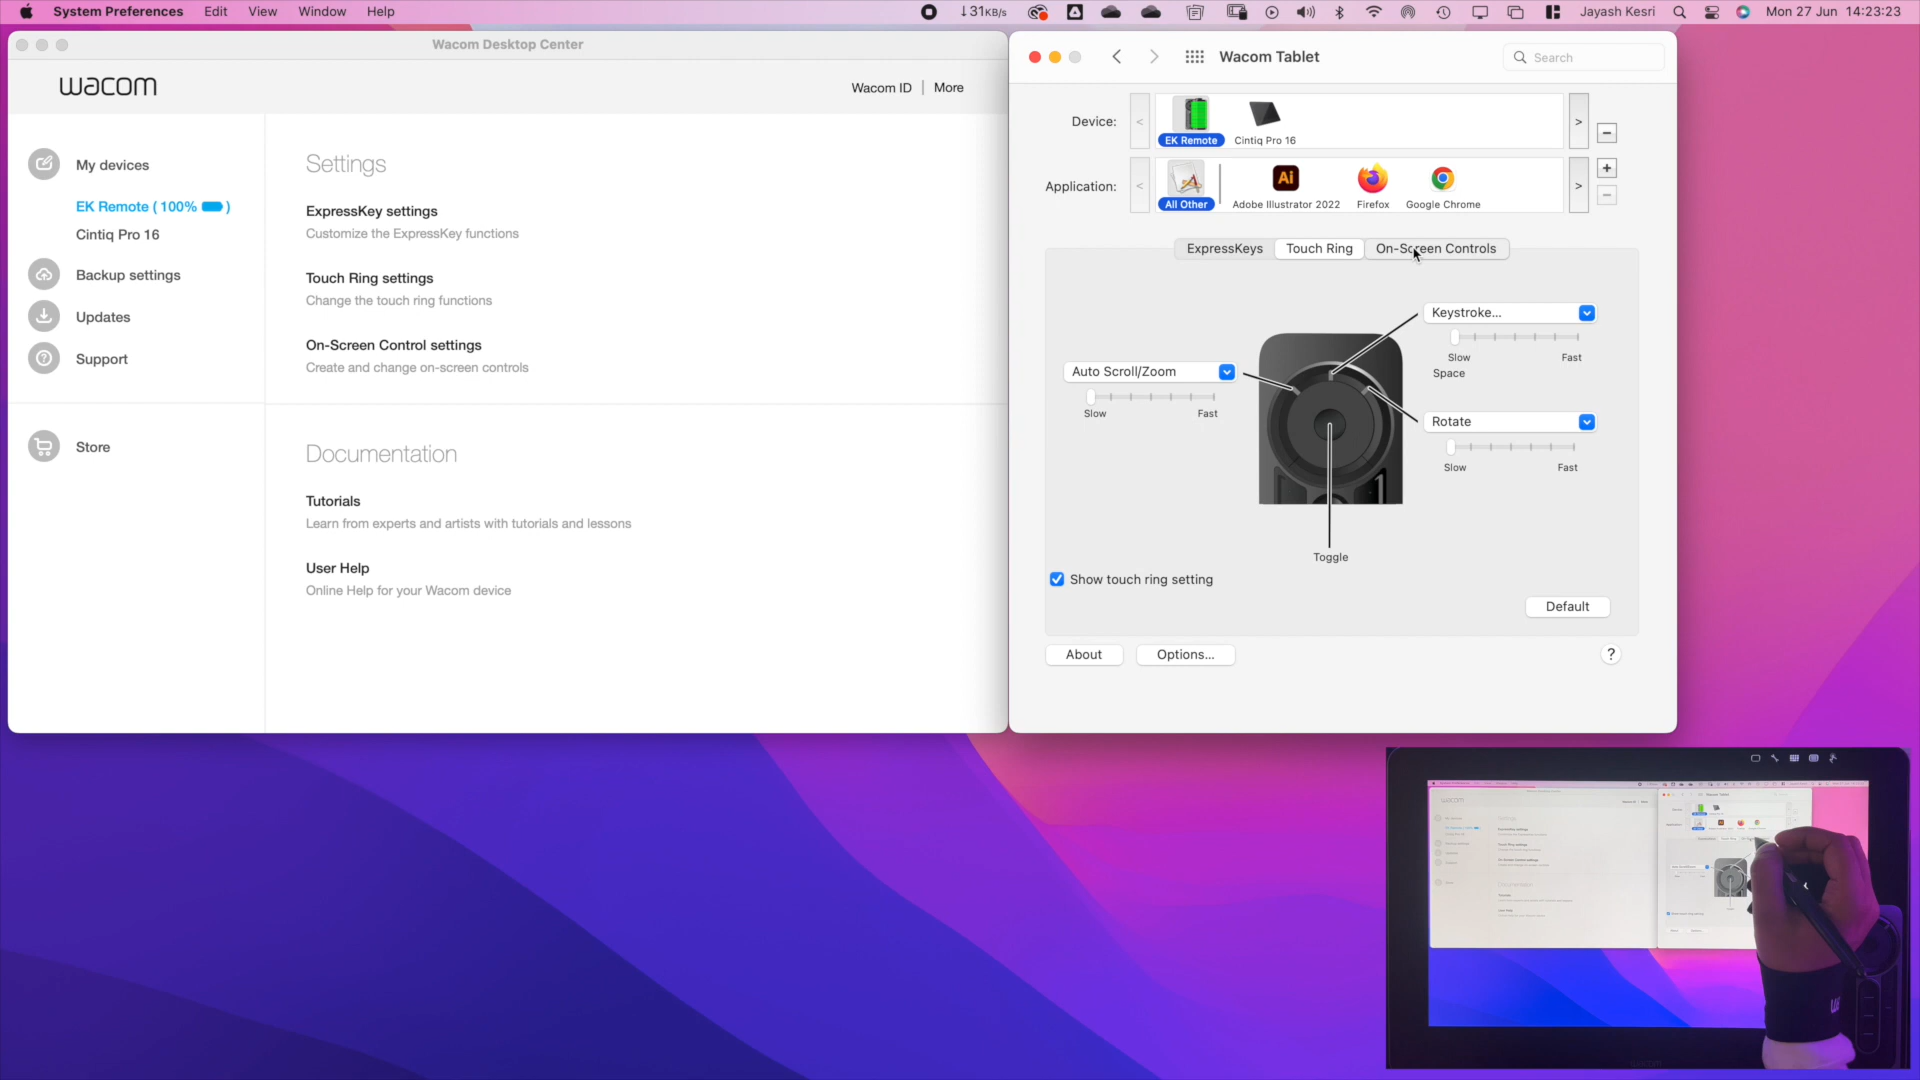 System Preferences Edit View Window Help
↓31KB/s
Jayash Kesri Mon 27 Jun 14:23:23
Wacom Desktop Center
wacom
Wacom ID | More
My devices
EK Remote ( 100% )
Cintiq Pro 16
Backup settings
Updates
Support
Store
Settings
ExpressKey settings
Customize the ExpressKey functions
Touch Ring settings
Change the touch ring functions
On-Screen Control settings
Create and change on-screen controls
Documentation
Tutorials
Learn from experts and artists with tutorials and lessons
User Help
Online Help for your Wacom device
Wacom Tablet
Search
Device:
< >
EK Remote Cintiq Pro 16
−
Application:
< >
Ai
All Other Adobe Illustrator 2022 Firefox Google Chrome
+
−
ExpressKeys Touch Ring On-Screen Controls
Keystroke...
Slow Fast
Space
Auto Scroll/Zoom
Slow Fast
Rotate
Slow Fast
Toggle
Show touch ring setting
Default
About Options... ?